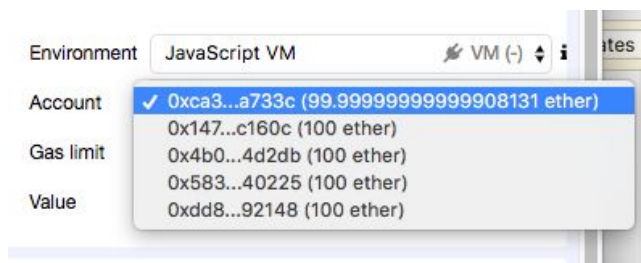 Environment JavaScript VM VM (-) i
ates
Account ✓ 0xca3...a733c (99.99999999999908131 ether)
0x147...c160c (100 ether)
Gas limit 0x4b0...4d2db (100 ether)
0x583...40225 (100 ether)
Value 0xdd8...92148 (100 ether)